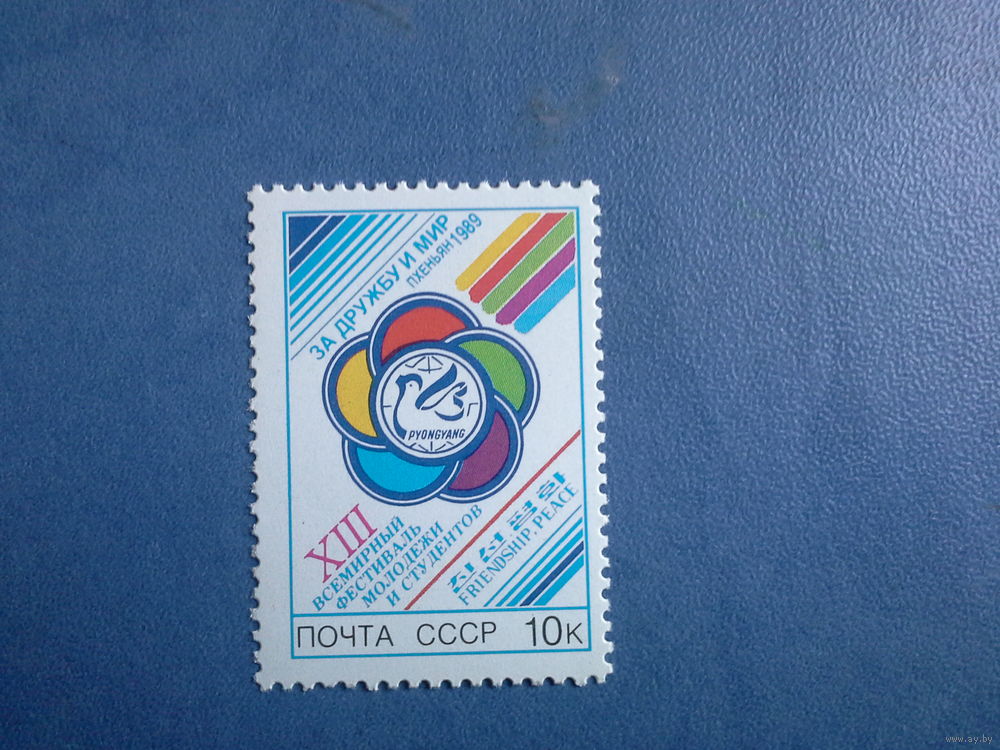 ЗА ДРУЖБУ И МИР
ПХЕНЬЯН 1989
PYONGYANG
XIII
ВСЕМИРНЫЙ
ФЕСТИВАЛЬ
МОЛОДЕЖИ
И СТУДЕНТОВ
친선 평화
FRIENDSHIP. PEACE
ПОЧТА СССР 10К
www.ay.by